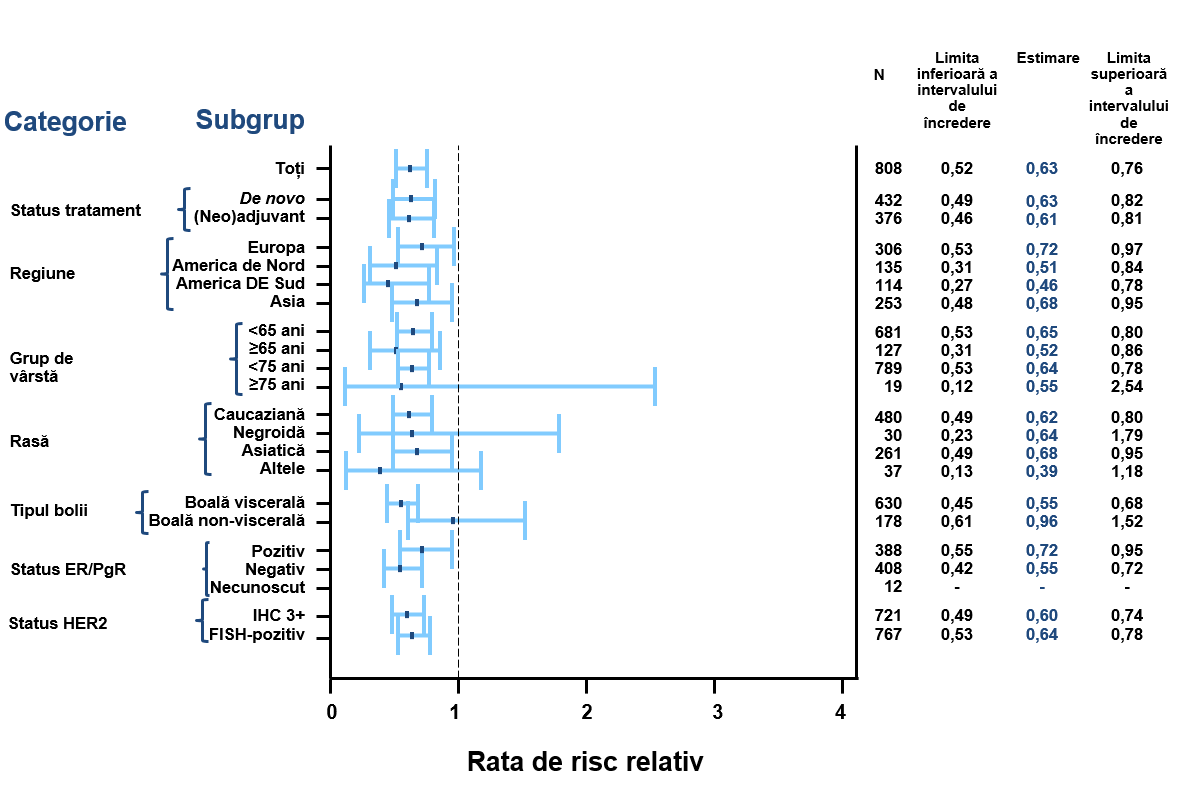 Limita Estimare Limita
N inferioară a superioară
intervalului a
de intervalului
încredere de
încredere
Categorie Subgrup
Toți 808 0,52 0,63 0,76
De novo 432 0,49 0,63 0,82
Status tratament
(Neo)adjuvant 376 0,46 0,61 0,81
Europa 306 0,53 0,72 0,97
America de Nord 135 0,31 0,51 0,84
Regiune
America DE Sud 114 0,27 0,46 0,78
Asia 253 0,48 0,68 0,95
<65 ani 681 0,53 0,65 0,80
≥65 ani 127 0,31 0,52 0,86
Grup de
vârstă
<75 ani 789 0,53 0,64 0,78
≥75 ani 19 0,12 0,55 2,54
Caucaziană 480 0,49 0,62 0,80
Negroidă 30 0,23 0,64 1,79
Rasă
Asiatică 261 0,49 0,68 0,95
Altele 37 0,13 0,39 1,18
Boală viscerală 630 0,45 0,55 0,68
Tipul bolii
Boală non-viscerală 178 0,61 0,96 1,52
Pozitiv 388 0,55 0,72 0,95
Status ER/PgR Negativ 408 0,42 0,55 0,72
Necunoscut 12 - - -
IHC 3+ 721 0,49 0,60 0,74
Status HER2
FISH-pozitiv 767 0,53 0,64 0,78
0 1 2 3 4
Rata de risc relativ